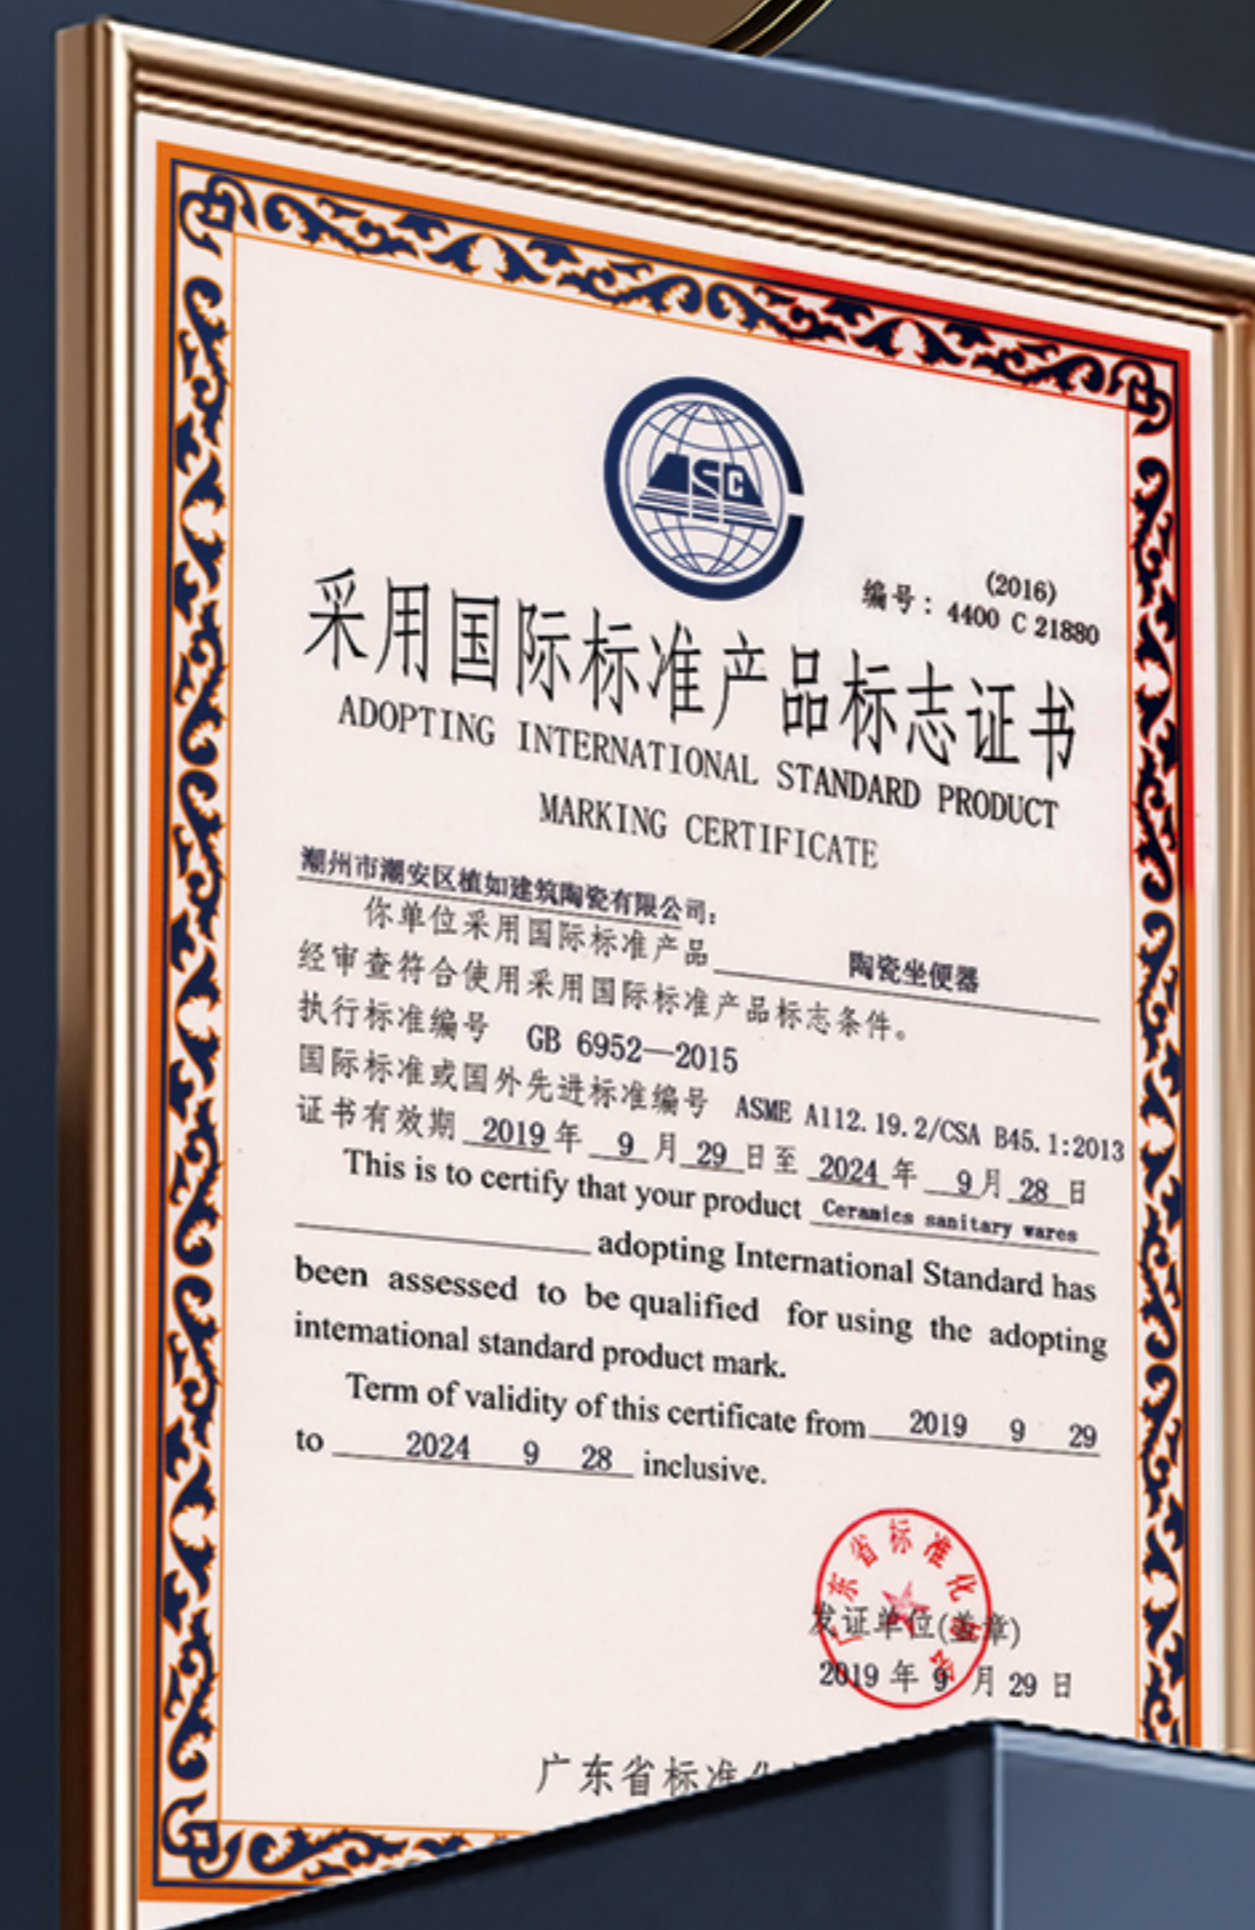 ISC
(2016)
编号：4400 C 21880
采用国际标准产品标志证书
ADOPTING INTERNATIONAL STANDARD PRODUCT
MARKING CERTIFICATE
潮州市潮安区植如建筑陶瓷有限公司：
你单位采用国际标准产品 陶瓷坐便器
经审查符合使用采用国际标准产品标志条件。
执行标准编号 GB 6952—2015
国际标准或国外先进标准编号 ASME A112.19.2/CSA B45.1:2013
证书有效期 2019 年 9 月 29 日至 2024 年 9 月 28 日
This is to certify that your product Ceramics sanitary wares
adopting International Standard has
been assessed to be qualified for using the adopting
international standard product mark.
Term of validity of this certificate from 2019 9 29
to 2024 9 28 inclusive.
广东省标准化
发证单位(盖章)
2019 年 9 月 29 日
广东省标准化